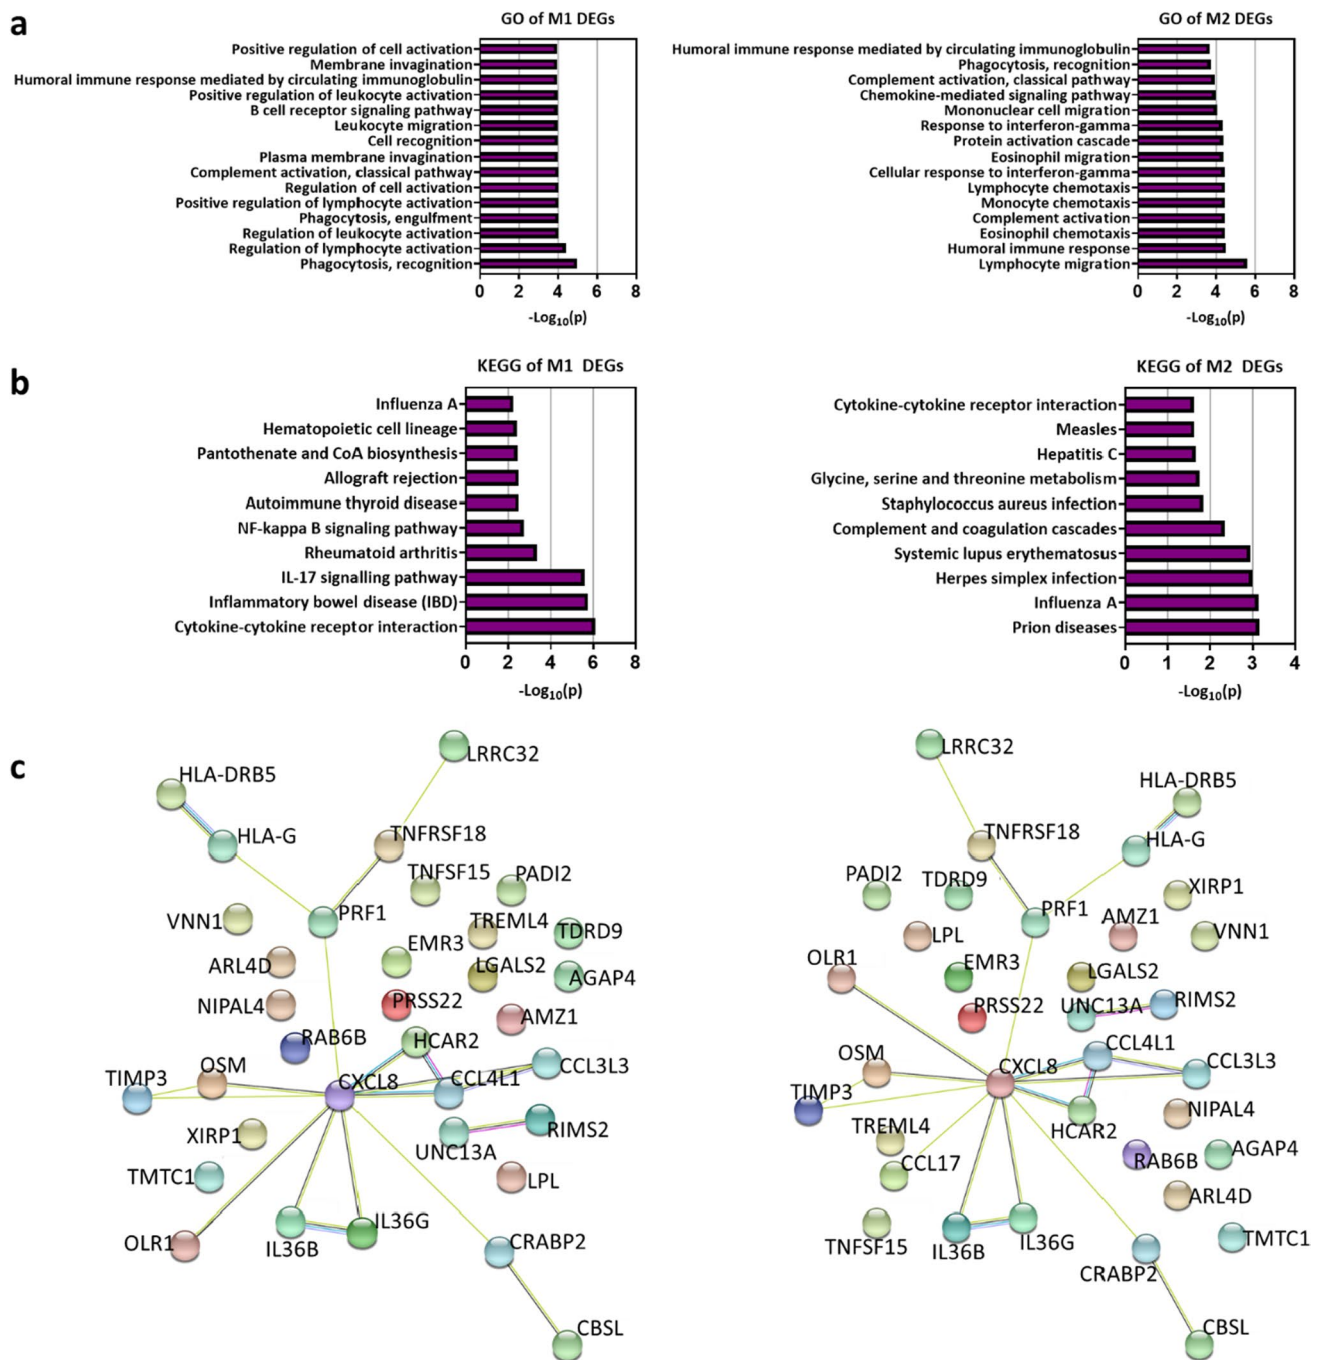 a
GO of M1 DEGs
Positive regulation of cell activation
Membrane invagination
Humoral immune response mediated by circulating immunoglobulin
Positive regulation of leukocyte activation
B cell receptor signaling pathway
Leukocyte migration
Cell recognition
Plasma membrane invagination
Complement activation, classical pathway
Regulation of cell activation
Positive regulation of lymphocyte activation
Phagocytosis, engulfment
Regulation of leukocyte activation
Regulation of lymphocyte activation
Phagocytosis, recognition
0 2 4 6 8
-Log10(p)
GO of M2 DEGs
Humoral immune response mediated by circulating immunoglobulin
Phagocytosis, recognition
Complement activation, classical pathway
Chemokine-mediated signaling pathway
Mononuclear cell migration
Response to interferon-gamma
Protein activation cascade
Eosinophil migration
Cellular response to interferon-gamma
Lymphocyte chemotaxis
Monocyte chemotaxis
Complement activation
Eosinophil chemotaxis
Humoral immune response
Lymphocyte migration
0 2 4 6 8
-Log10(p)
b
KEGG of M1 DEGs
Influenza A
Hematopoietic cell lineage
Pantothenate and CoA biosynthesis
Allograft rejection
Autoimmune thyroid disease
NF-kappa B signaling pathway
Rheumatoid arthritis
IL-17 signalling pathway
Inflammatory bowel disease (IBD)
Cytokine-cytokine receptor interaction
0 2 4 6 8
-Log10(p)
KEGG of M2 DEGs
Cytokine-cytokine receptor interaction
Measles
Hepatitis C
Glycine, serine and threonine metabolism
Staphylococcus aureus infection
Complement and coagulation cascades
Systemic lupus erythematosus
Herpes simplex infection
Influenza A
Prion diseases
0 1 2 3 4
-Log10(p)
c
LRRC32
HLA-DRB5
HLA-G
TNFRSF18
TNFSF15
PADI2
VNN1
PRF1
TREML4
TDRD9
EMR3
ARL4D
LGALS2
AGAP4
NIPAL4
PRSS22
AMZ1
RAB6B
HCAR2
OSM
CCL3L3
TIMP3
CXCL8
CCL4L1
XIRP1
RIMS2
UNC13A
TMTC1
LPL
OLR1
IL36B
IL36G
CRABP2
CBSL
LRRC32
HLA-DRB5
TNFRSF18
HLA-G
PADI2
TDRD9
XIRP1
PRF1
AMZ1
LPL
VNN1
OLR1
EMR3
LGALS2
PRSS22
UNC13A
RIMS2
OSM
CCL4L1
CXCL8
CCL3L3
TIMP3
NIPAL4
TREML4
HCAR2
AGAP4
CCL17
RAB6B
ARL4D
TNFSF15
IL36B
IL36G
TMTC1
CRABP2
CBSL